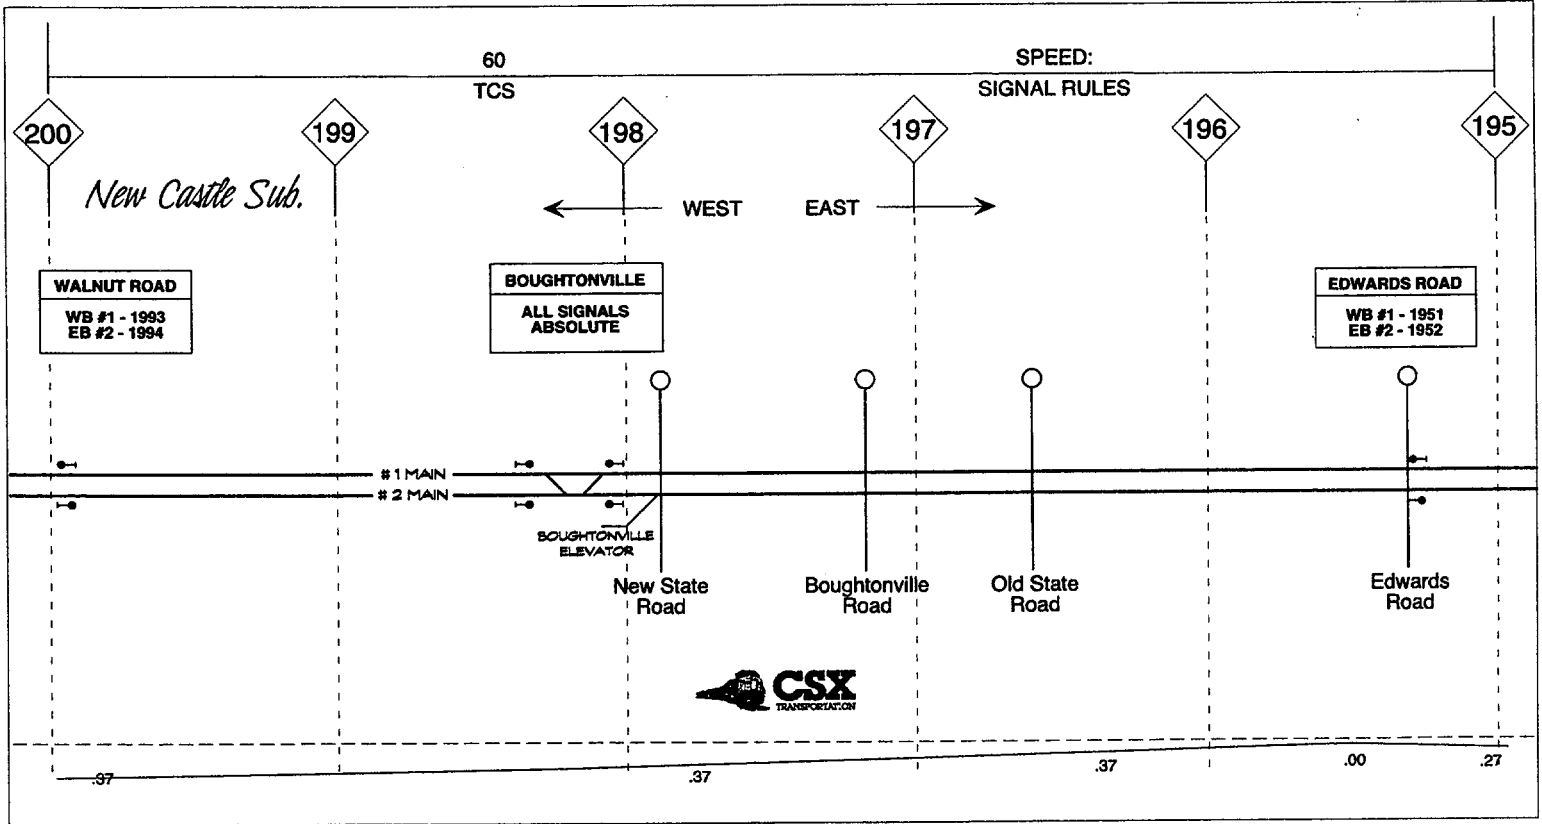 60
SPEED:
TCS
SIGNAL RULES
200
199
198
197
196
195
New Castle Sub.
WEST
EAST
WALNUT ROAD
WB #1 - 1993
EB #2 - 1994
BOUGHTONVILLE
ALL SIGNALS
ABSOLUTE
EDWARDS ROAD
WB #1 - 1951
EB #2 - 1952
# 1 MAIN
# 2 MAIN
BOUGHTONVILLE
ELEVATOR
New State
Road
Boughtonville
Road
Old State
Road
Edwards
Road
CSX
TRANSPORTATION
.37
.37
.37
.00
.27